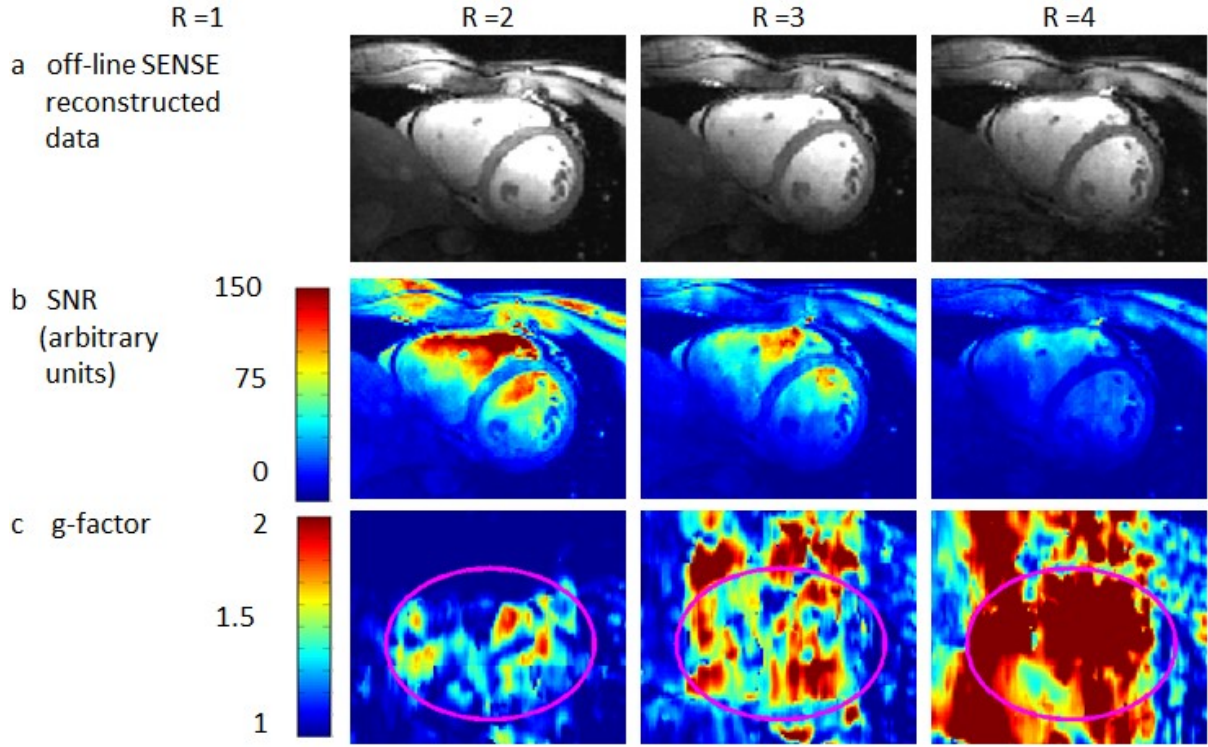 R =1 R =2 R =3 R =4
a off-line SENSE
reconstructed
data
b SNR
(arbitrary
units)
150
75
0
c g-factor
2
1.5
1